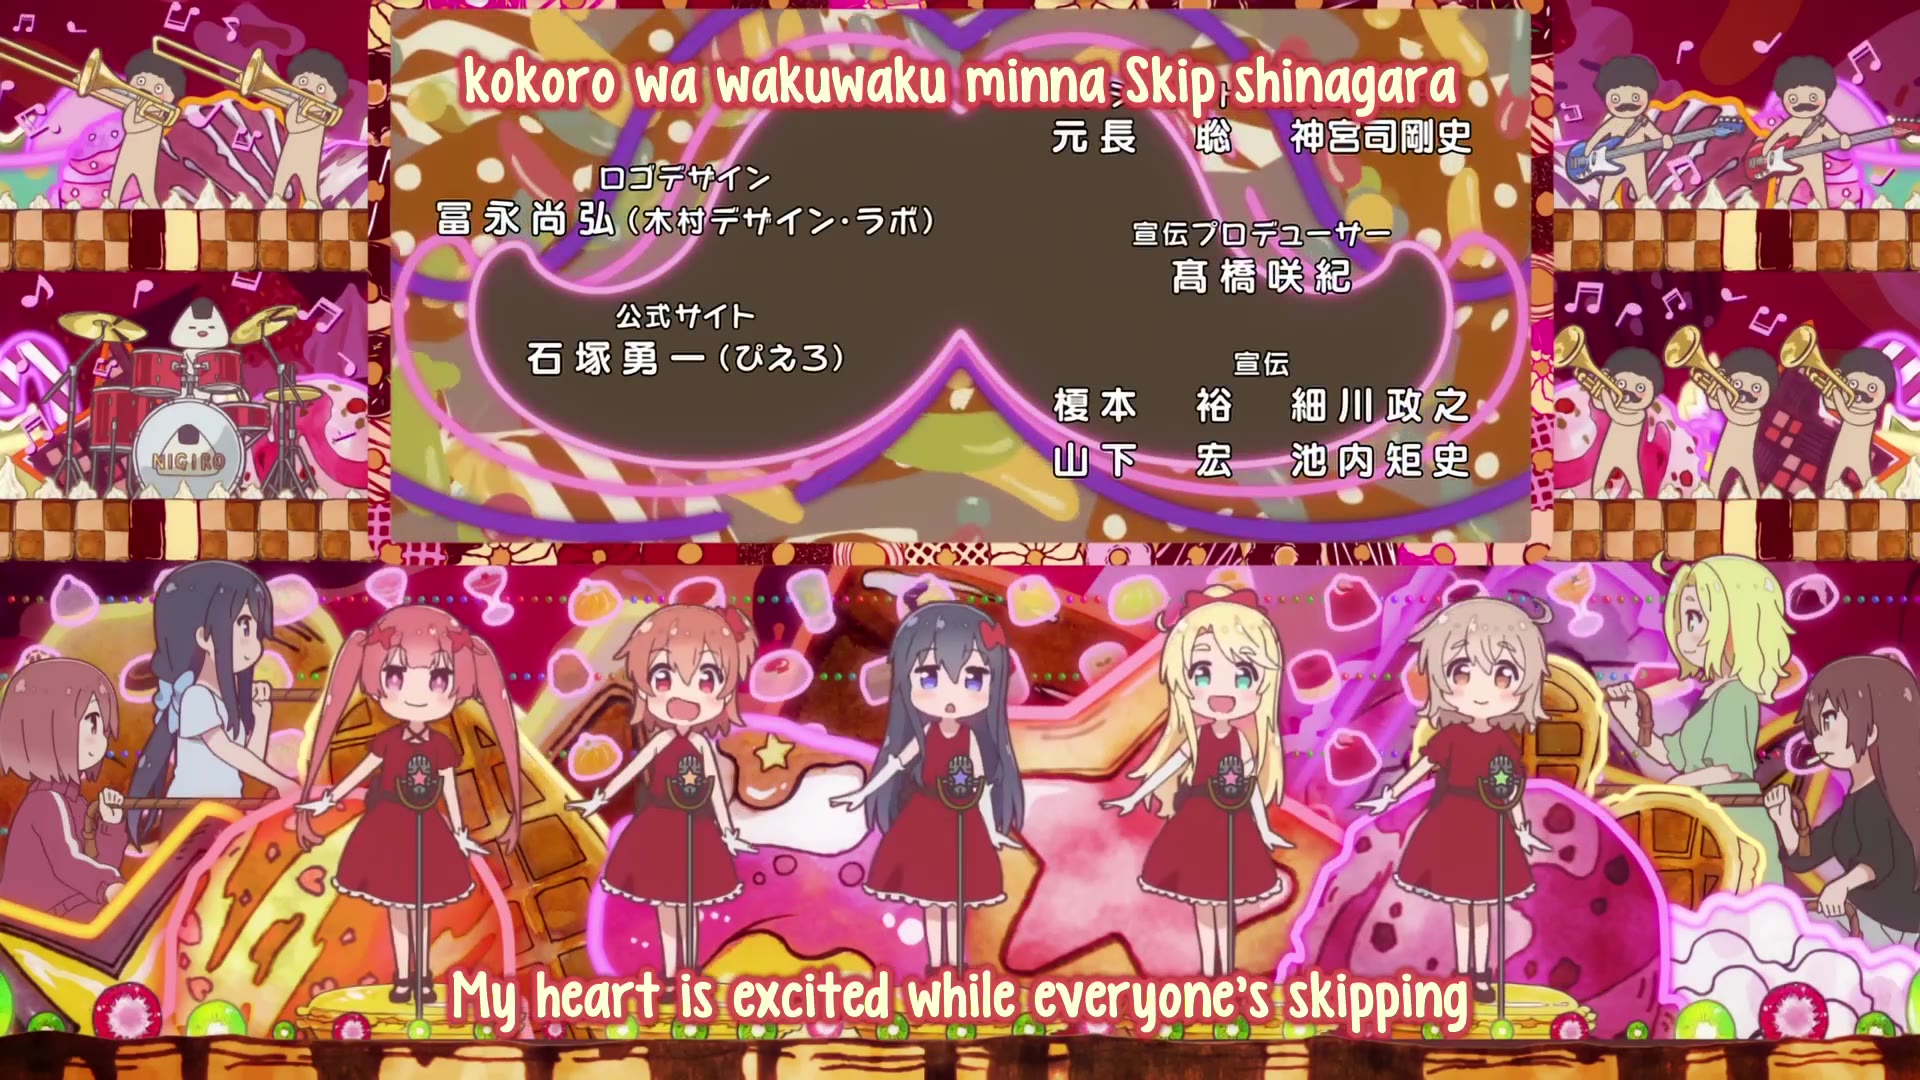 kokoro wa wakuwaku minna Skip shinagara
元長 聡 神宮司剛史
ロゴデザイン
冨永尚弘(木村デザイン・ラボ)
宣伝プロデューサー
髙橋咲紀
公式サイト
石塚勇一(ぴえろ)
宣伝
榎本 裕 細川政之
山下 宏 池内矩史
NIGIRO
My heart is excited while everyone's skipping